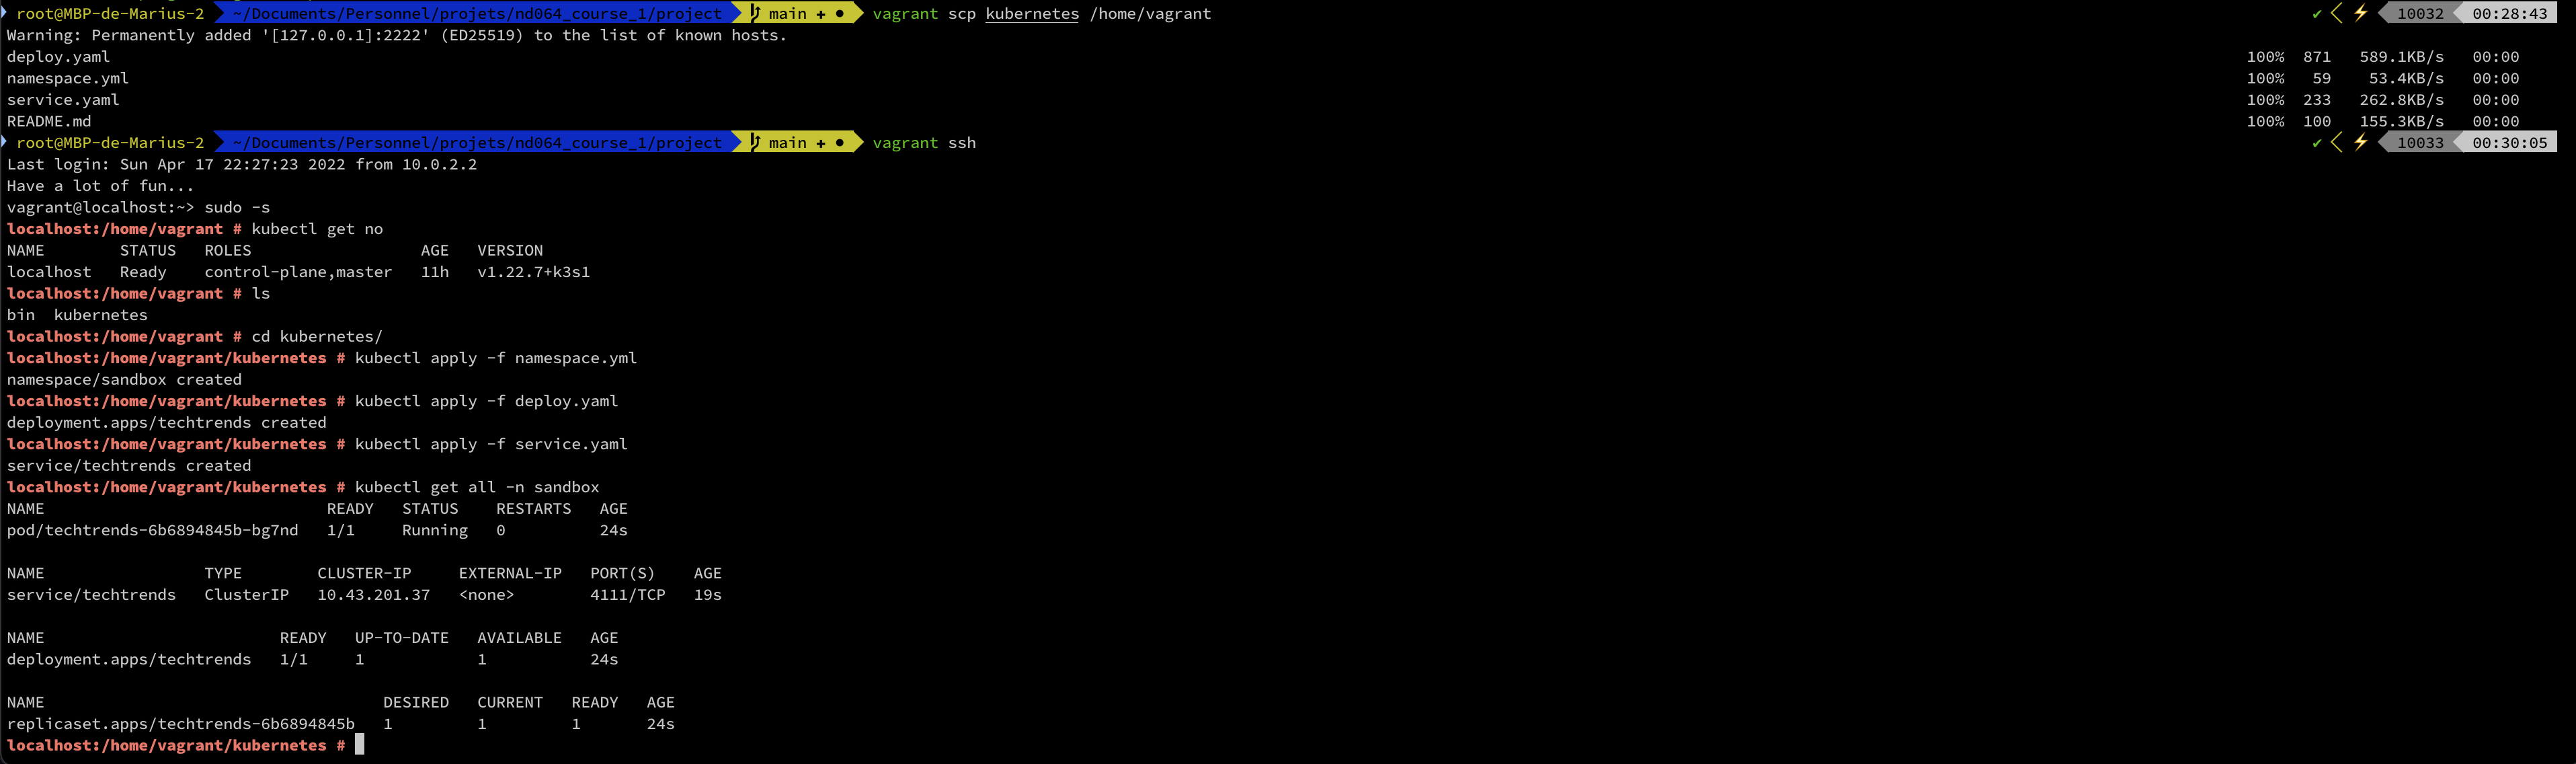 root@MBP-de-Marius-2 ~/Documents/Personnel/projets/nd064_course_1/project main + ● vagrant scp kubernetes /home/vagrant ✔ < ⚡ 10032 00:28:43
Warning: Permanently added '[127.0.0.1]:2222' (ED25519) to the list of known hosts.
deploy.yaml 100% 871 589.1KB/s 00:00
namespace.yml 100% 59 53.4KB/s 00:00
service.yaml 100% 233 262.8KB/s 00:00
README.md 100% 100 155.3KB/s 00:00
root@MBP-de-Marius-2 ~/Documents/Personnel/projets/nd064_course_1/project main + ● vagrant ssh ✔ < ⚡ 10033 00:30:05
Last login: Sun Apr 17 22:27:23 2022 from 10.0.2.2
Have a lot of fun...
vagrant@localhost:~> sudo -s
localhost:/home/vagrant # kubectl get no
NAME STATUS ROLES AGE VERSION
localhost Ready control-plane,master 11h v1.22.7+k3s1
localhost:/home/vagrant # ls
bin kubernetes
localhost:/home/vagrant # cd kubernetes/
localhost:/home/vagrant/kubernetes # kubectl apply -f namespace.yml
namespace/sandbox created
localhost:/home/vagrant/kubernetes # kubectl apply -f deploy.yaml
deployment.apps/techtrends created
localhost:/home/vagrant/kubernetes # kubectl apply -f service.yaml
service/techtrends created
localhost:/home/vagrant/kubernetes # kubectl get all -n sandbox
NAME READY STATUS RESTARTS AGE
pod/techtrends-6b6894845b-bg7nd 1/1 Running 0 24s
NAME TYPE CLUSTER-IP EXTERNAL-IP PORT(S) AGE
service/techtrends ClusterIP 10.43.201.37 <none> 4111/TCP 19s
NAME READY UP-TO-DATE AVAILABLE AGE
deployment.apps/techtrends 1/1 1 1 24s
NAME DESIRED CURRENT READY AGE
replicaset.apps/techtrends-6b6894845b 1 1 1 24s
localhost:/home/vagrant/kubernetes #